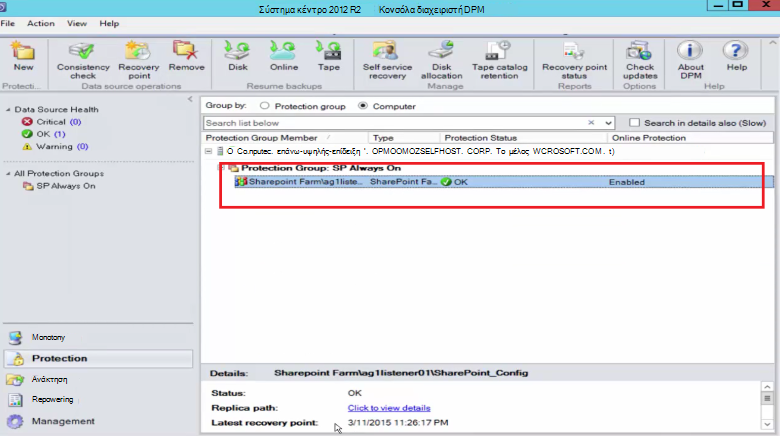 Σύστημα κέντρο 2012 R2 Κονσόλα διαχειριστή DPM
File Action View Help
New Consistency check Recovery point Remove Disk Online Tape Self service recovery Disk allocation Tape catalog retention Recovery point status Check updates About DPM Help
Protecti... Data source operations Resume backups Manage Reports Options Help
Data Source Health
Critical (0)
OK (1)
Warning (0)
All Protection Groups
SP Always On
Monotony
Protection
Ανάκτηση
Repowering
Management
Group by: Protection group Computer
Search list below Search in details also (Slow)
Protection Group Member Type Protection Status Online Protection
Ο Co.nputec. επάνω-υψηλής-επίδειξη '. OPMOOMOZSELFHOST. CORP. Το μέλος WCROSOFT.COM. :)
Protection Group: SP Always On
Sharepoint Farm\ag1liste... SharePoint Fa... OK Enabled
Details: Sharepoint Farm\ag1listener01\SharePoint_Config
Status: OK
Replica path: Click to view details
Latest recovery point: 3/11/2015 11:26:17 PM